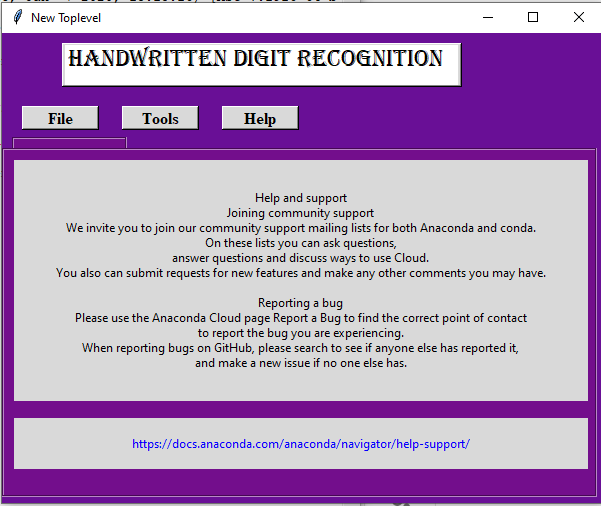 New Toplevel
HANDWRITTEN DIGIT RECOGNITION
File Tools Help
Help and support
Joining community support
We invite you to join our community support mailing lists for both Anaconda and conda.
On these lists you can ask questions,
answer questions and discuss ways to use Cloud.
You also can submit requests for new features and make any other comments you may have.
Reporting a bug
Please use the Anaconda Cloud page Report a Bug to find the correct point of contact
to report the bug you are experiencing.
When reporting bugs on GitHub, please search to see if anyone else has reported it,
and make a new issue if no one else has.
https://docs.anaconda.com/anaconda/navigator/help-support/